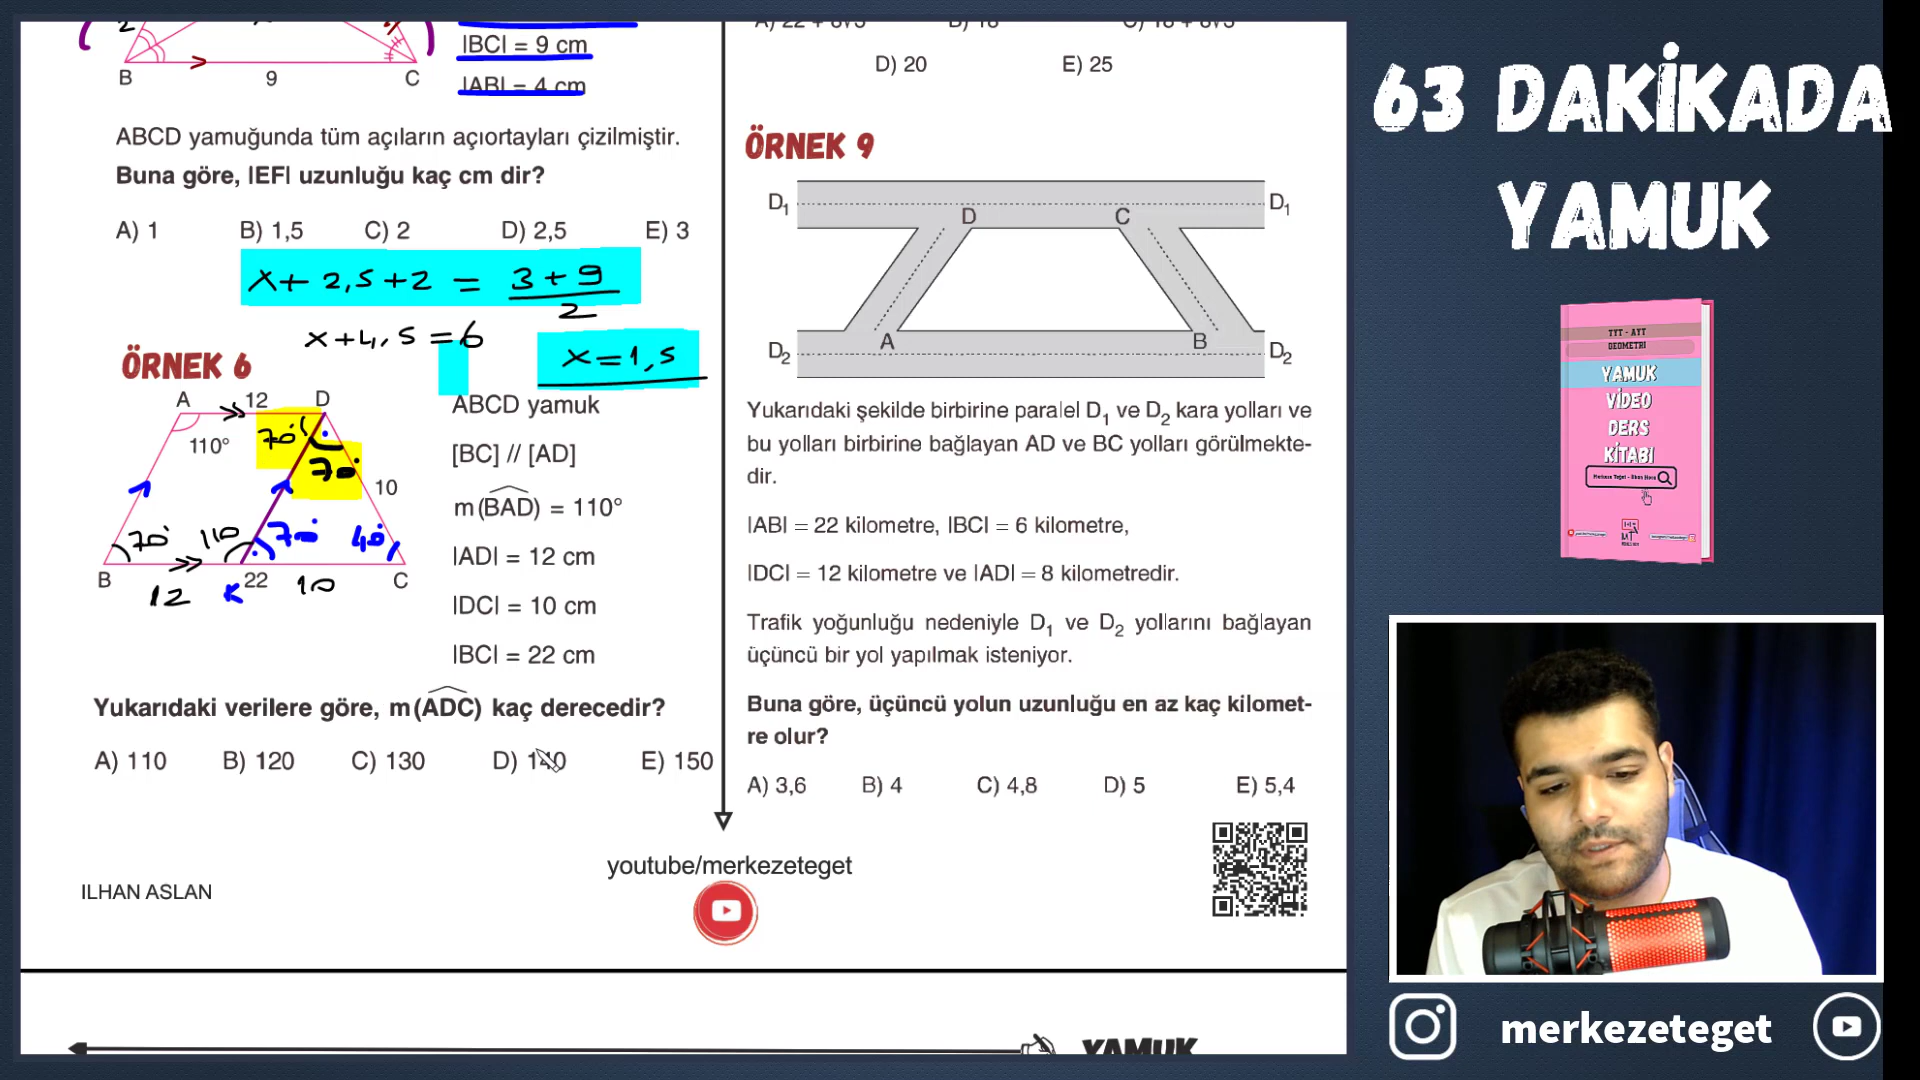 2
B
9
C
|BC| = 9 cm
|AB| = 4 cm
ABCD yamuğunda tüm açıların açıortayları çizilmiştir.
Buna göre, |EF| uzunluğu kaç cm dir?
A) 1 B) 1,5 C) 2 D) 2,5 E) 3
x + 2,5 + 2 = 3 + 9
2
x + 4,5 = 6
x = 1,5
ÖRNEK 6
A 12 D
110° 70°
70°
10
70° 110 70° 40°
B 22 C
12 K 10
ABCD yamuk
[BC] // [AD]
m(BAD) = 110°
|AD| = 12 cm
|DC| = 10 cm
|BC| = 22 cm
Yukarıdaki verilere göre, m(ADC) kaç derecedir?
A) 110 B) 120 C) 130 D) 140 E) 150
ILHAN ASLAN
youtube/merkezeteget
D) 20 E) 25
ÖRNEK 9
D1 D C D1
D2 A B D2
Yukarıdaki şekilde birbirine paralel D1 ve D2 kara yolları ve
bu yolları birbirine bağlayan AD ve BC yolları görülmekte-
dir.
|AB| = 22 kilometre, |BC| = 6 kilometre,
|DC| = 12 kilometre ve |AD| = 8 kilometredir.
Trafik yoğunluğu nedeniyle D1 ve D2 yollarını bağlayan
üçüncü bir yol yapılmak isteniyor.
Buna göre, üçüncü yolun uzunluğu en az kaç kilomet-
re olur?
A) 3,6 B) 4 C) 4,8 D) 5 E) 5,4
YAMUK
63 DAKİKADA
YAMUK
TYT - AYT
GEOMETRI
YAMUK
VİDEO
DERS
KİTABI
merkezeteget